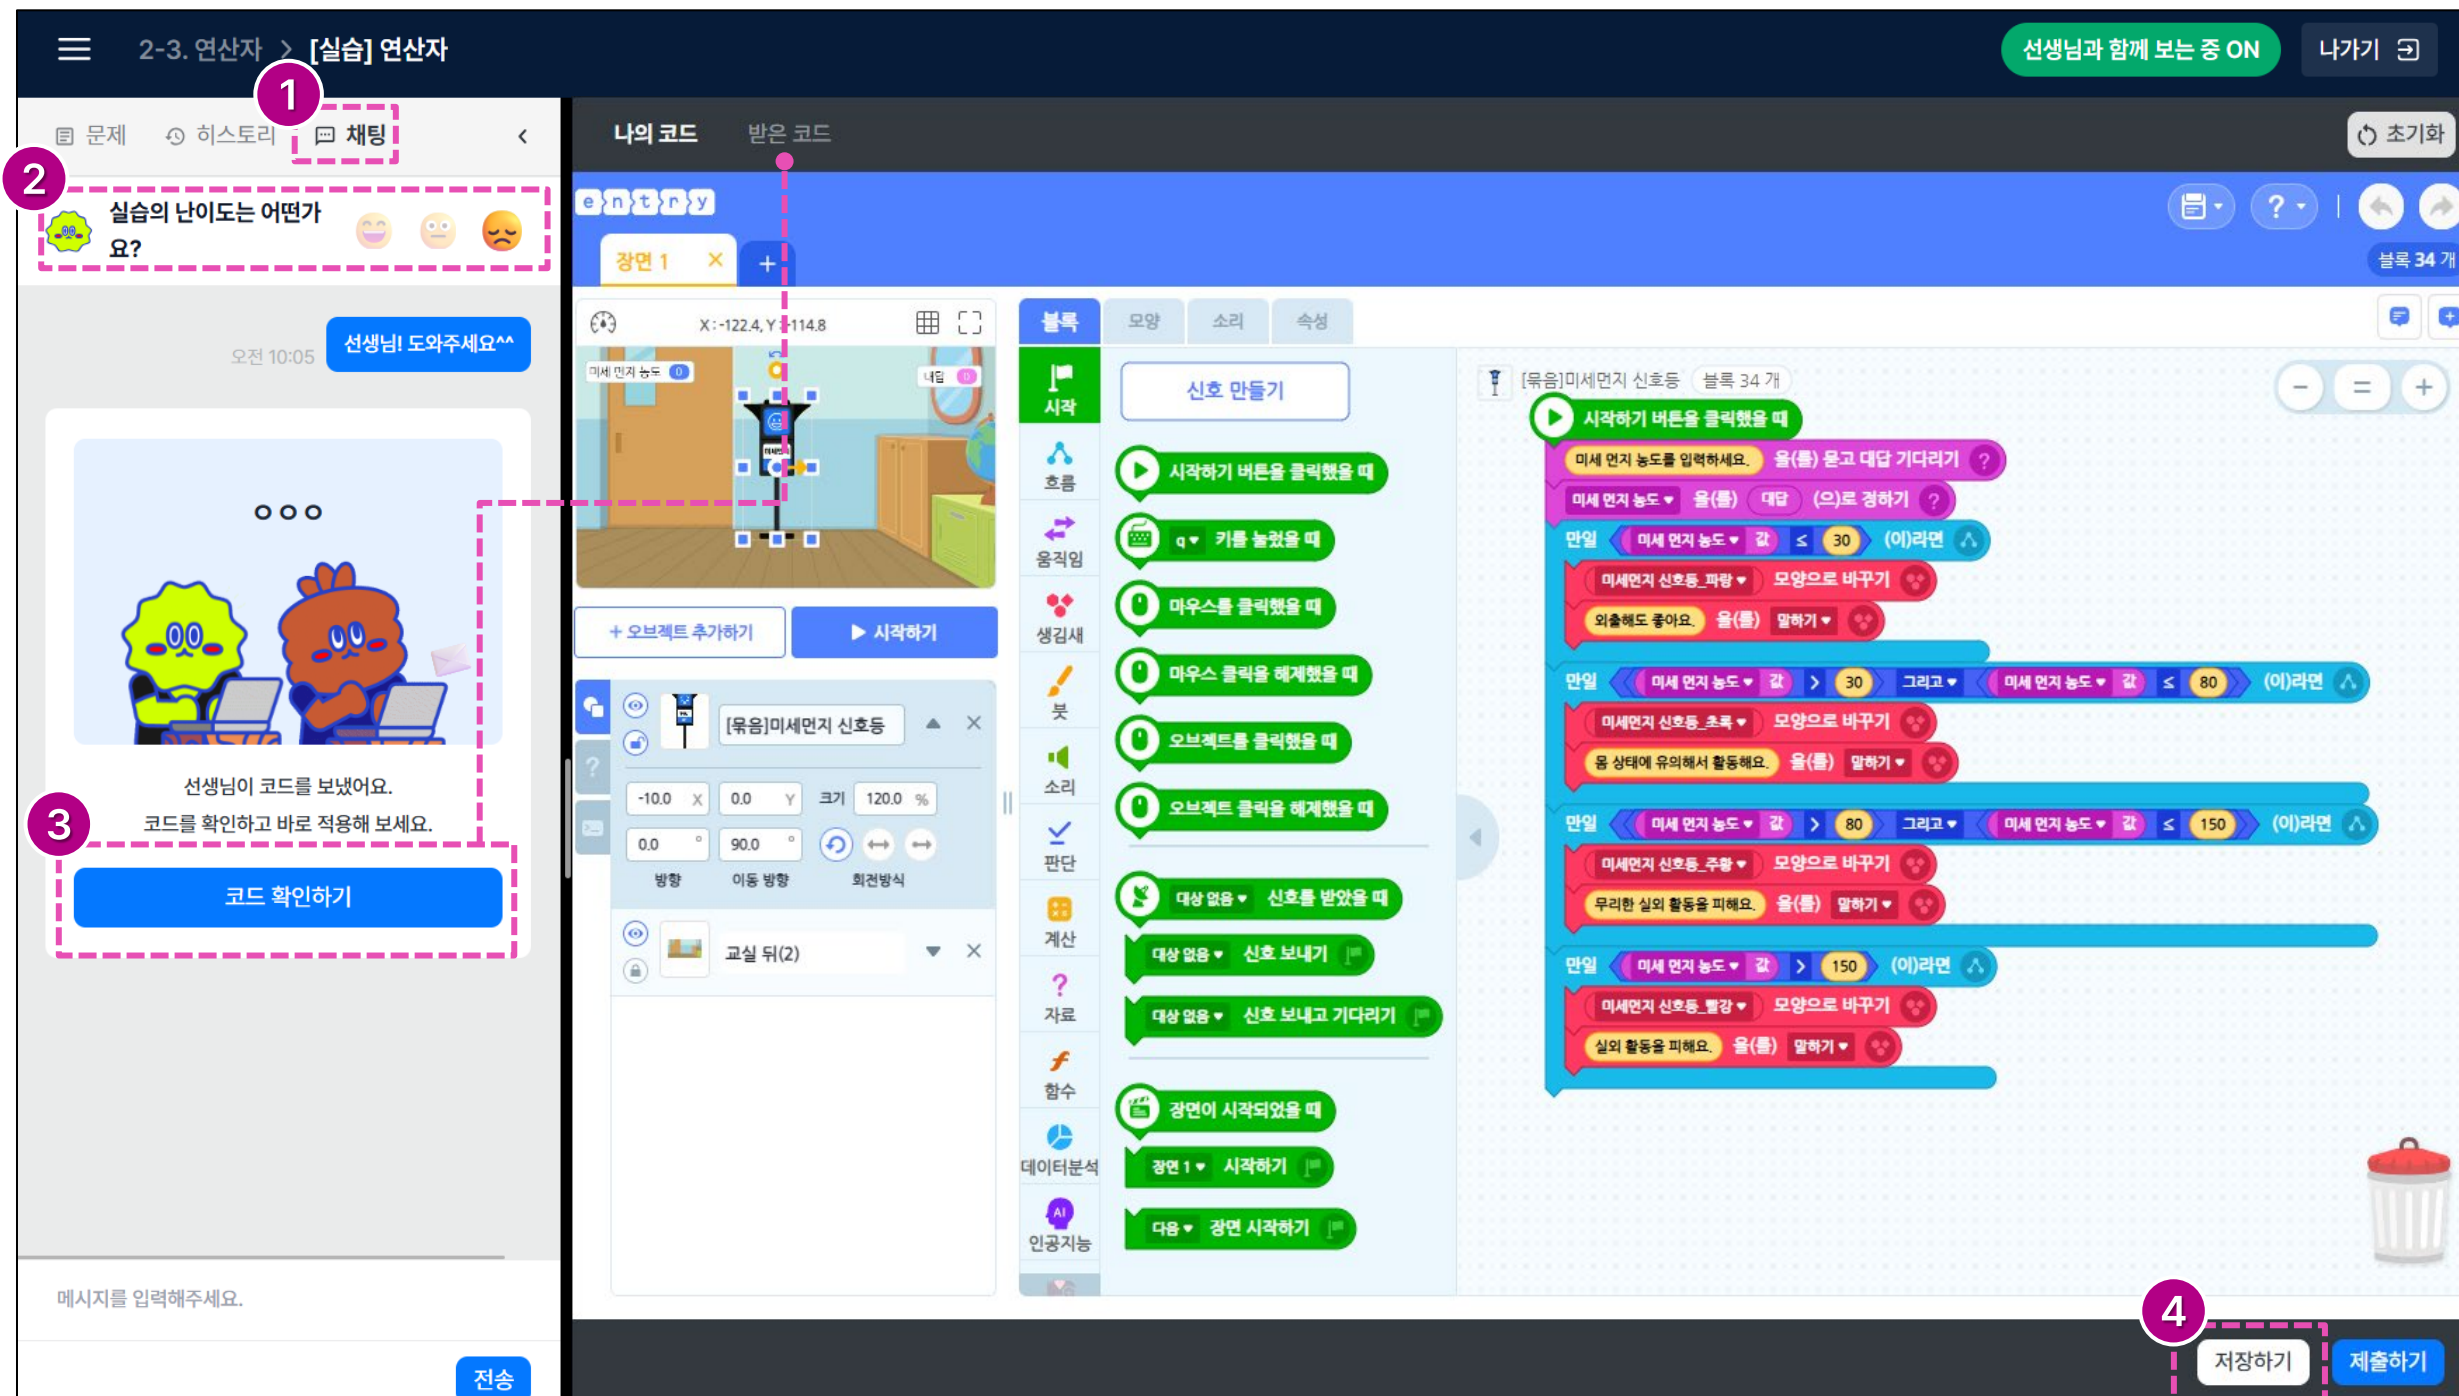 2-3. 연산자 > [실습] 연산자
선생님과 함께 보는 중 ON
나가기
1
문제
히스토리
채팅
나의 코드
받은 코드
초기화
2
실습의 난이도는 어떤가
요?
entry
장면 1
블록 34 개
오전 10:05
선생님! 도와주세요^^
선생님이 코드를 보냈어요.
코드를 확인하고 바로 적용해 보세요.
3
코드 확인하기
메시지를 입력해주세요.
전송
X : -122.4, Y : -114.8
미세 먼지 농도 0
대답 0
+ 오브젝트 추가하기
시작하기
[묶음]미세먼지 신호등
-10.0 X
0.0 Y
크기
120.0 %
0.0 °
90.0 °
방향
이동 방향
회전방식
교실 뒤(2)
블록
모양
소리
속성
시작
흐름
움직임
생김새
붓
소리
판단
계산
자료
함수
데이터분석
AI
인공지능
신호 만들기
시작하기 버튼을 클릭했을 때
q 키를 눌렀을 때
마우스를 클릭했을 때
마우스 클릭을 해제했을 때
오브젝트를 클릭했을 때
오브젝트 클릭을 해제했을 때
대상 없음 신호를 받았을 때
대상 없음 신호 보내기
대상 없음 신호 보내고 기다리기
장면이 시작되었을 때
장면 1 시작하기
다음 장면 시작하기
[묶음]미세먼지 신호등 블록 34 개
시작하기 버튼을 클릭했을 때
미세 먼지 농도를 입력하세요. 을(를) 묻고 대답 기다리기 ?
미세 먼지 농도 을(를) 대답 (으)로 정하기 ?
만일 미세 먼지 농도 값 ≤ 30 (이)라면
미세먼지 신호등_파랑 모양으로 바꾸기
외출해도 좋아요. 을(를) 말하기
만일 미세 먼지 농도 값 > 30 그리고 미세 먼지 농도 값 ≤ 80 (이)라면
미세먼지 신호등_초록 모양으로 바꾸기
몸 상태에 유의해서 활동해요. 을(를) 말하기
만일 미세 먼지 농도 값 > 80 그리고 미세 먼지 농도 값 ≤ 150 (이)라면
미세먼지 신호등_주황 모양으로 바꾸기
무리한 실외 활동을 피해요. 을(를) 말하기
만일 미세 먼지 농도 값 > 150 (이)라면
미세먼지 신호등_빨강 모양으로 바꾸기
실외 활동을 피해요. 을(를) 말하기
4
저장하기
제출하기